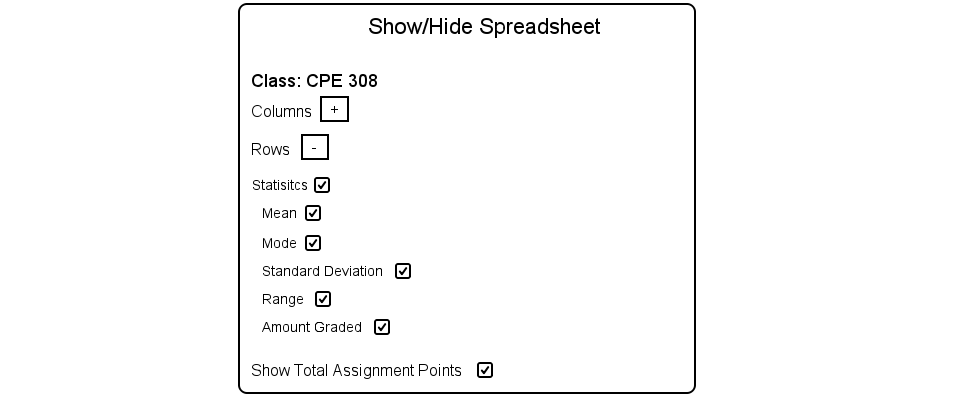 Show/Hide Spreadsheet
Class: CPE 308
Columns +
Rows -
Statisitcs
Mean
Mode
Standard Deviation
Range
Amount Graded
Show Total Assignment Points